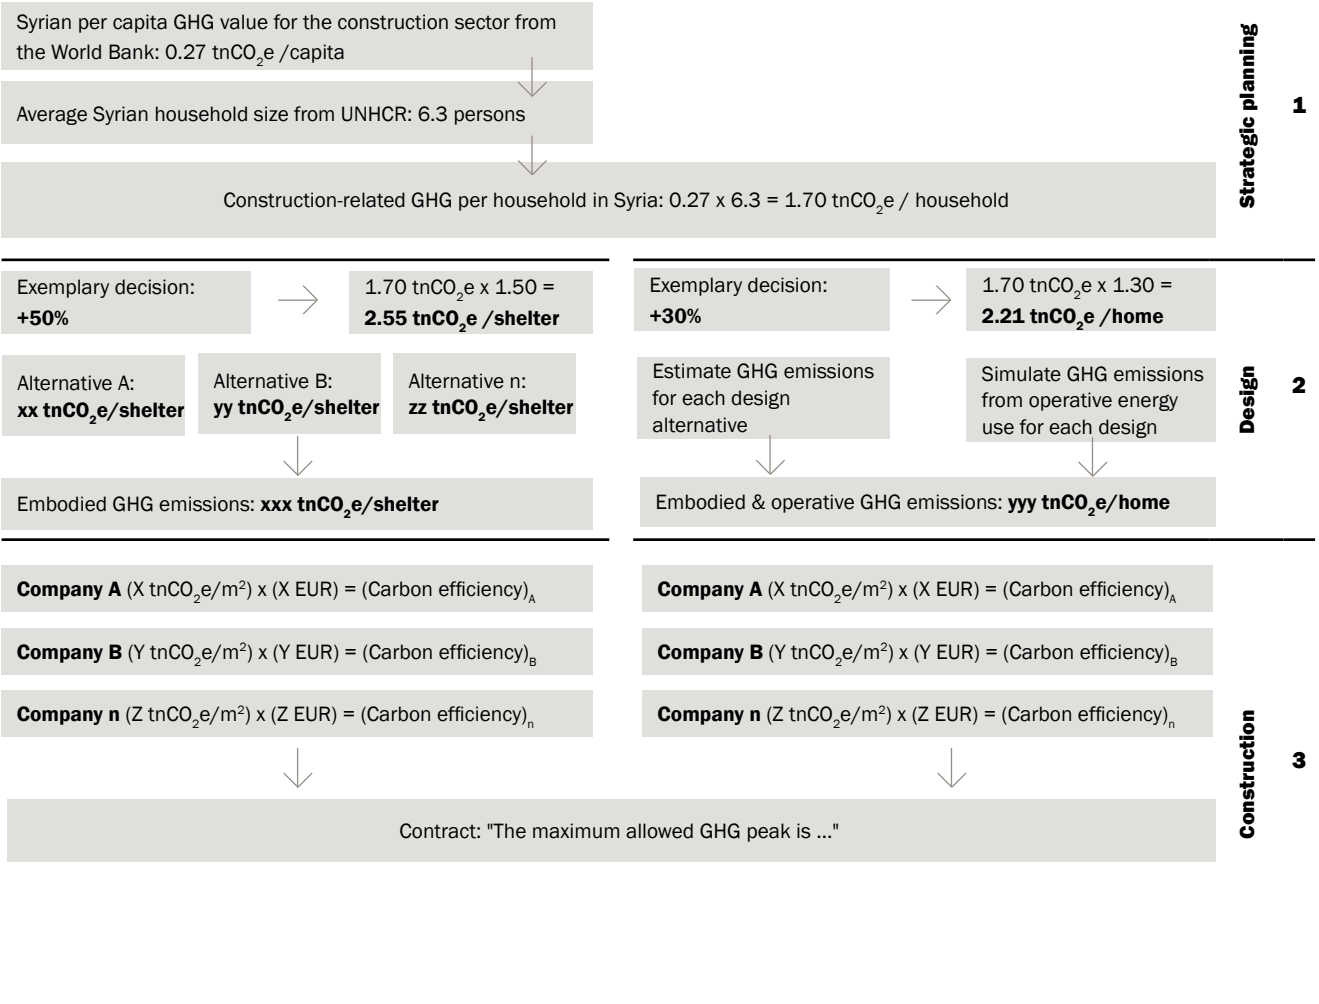 Syrian per capita GHG value for the construction sector from
the World Bank: 0.27 tnCO₂e /capita
Average Syrian household size from UNHCR: 6.3 persons
Construction-related GHG per household in Syria: 0.27 x 6.3 = 1.70 tnCO₂e / household
Strategic planning
1
Exemplary decision:
+50%
1.70 tnCO₂e x 1.50 =
2.55 tnCO₂e /shelter
Alternative A:
xx tnCO₂e/shelter
Alternative B:
yy tnCO₂e/shelter
Alternative n:
zz tnCO₂e/shelter
Embodied GHG emissions: xxx tnCO₂e/shelter
Exemplary decision:
+30%
1.70 tnCO₂e x 1.30 =
2.21 tnCO₂e /home
Estimate GHG emissions
for each design
alternative
Simulate GHG emissions
from operative energy
use for each design
Embodied & operative GHG emissions: yyy tnCO₂e/home
Design
2
Company A (X tnCO₂e/m²) x (X EUR) = (Carbon efficiency)A
Company B (Y tnCO₂e/m²) x (Y EUR) = (Carbon efficiency)B
Company n (Z tnCO₂e/m²) x (Z EUR) = (Carbon efficiency)n
Company A (X tnCO₂e/m²) x (X EUR) = (Carbon efficiency)A
Company B (Y tnCO₂e/m²) x (Y EUR) = (Carbon efficiency)B
Company n (Z tnCO₂e/m²) x (Z EUR) = (Carbon efficiency)n
Contract: "The maximum allowed GHG peak is ..."
Construction
3